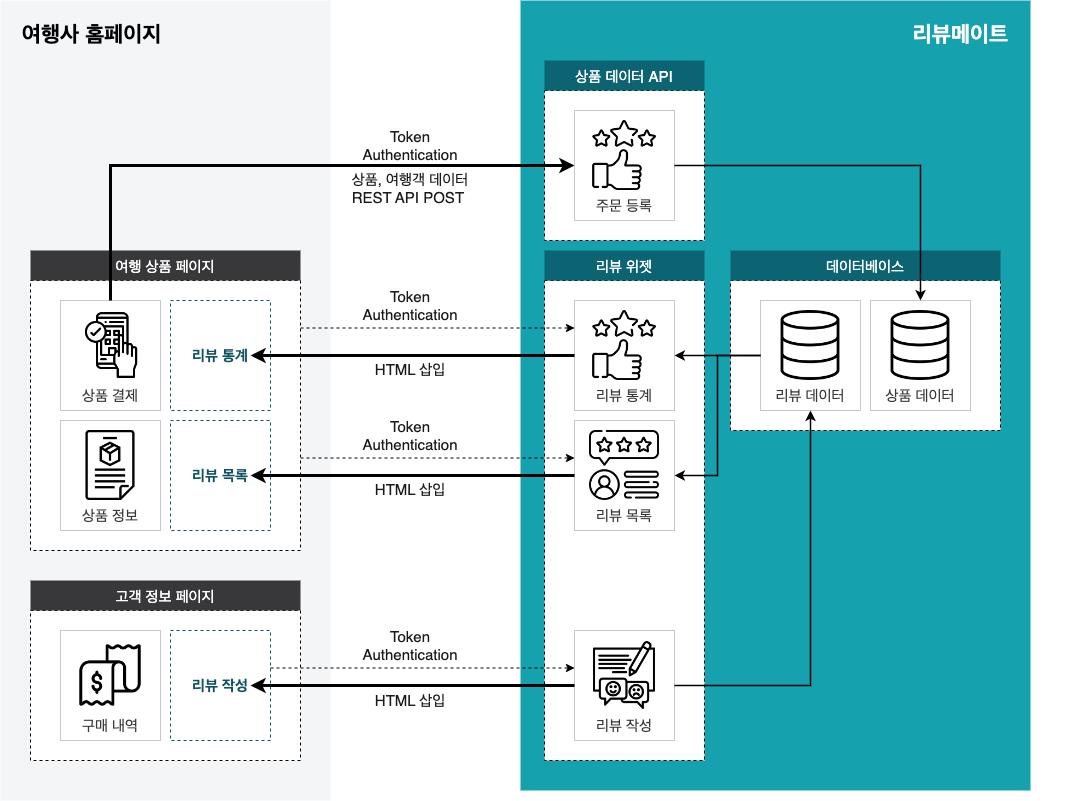 여행사 홈페이지
리뷰메이트
상품 데이터 API
주문 등록
Token
Authentication
상품, 여행객 데이터
REST API POST
여행 상품 페이지
상품 결제
리뷰 통계
상품 정보
리뷰 목록
Token
Authentication
HTML 삽입
Token
Authentication
HTML 삽입
리뷰 위젯
리뷰 통계
리뷰 목록
데이터베이스
리뷰 데이터
상품 데이터
고객 정보 페이지
$
구매 내역
리뷰 작성
Token
Authentication
HTML 삽입
리뷰 작성